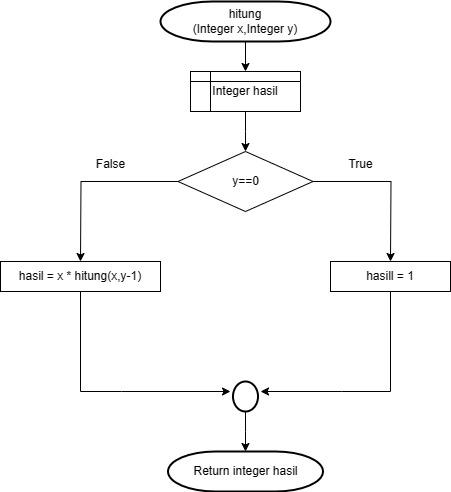 hitung
(Integer x,Integer y)
Integer hasil
False
True
y==0
hasil = x * hitung(x,y-1)
hasill = 1
Return integer hasil